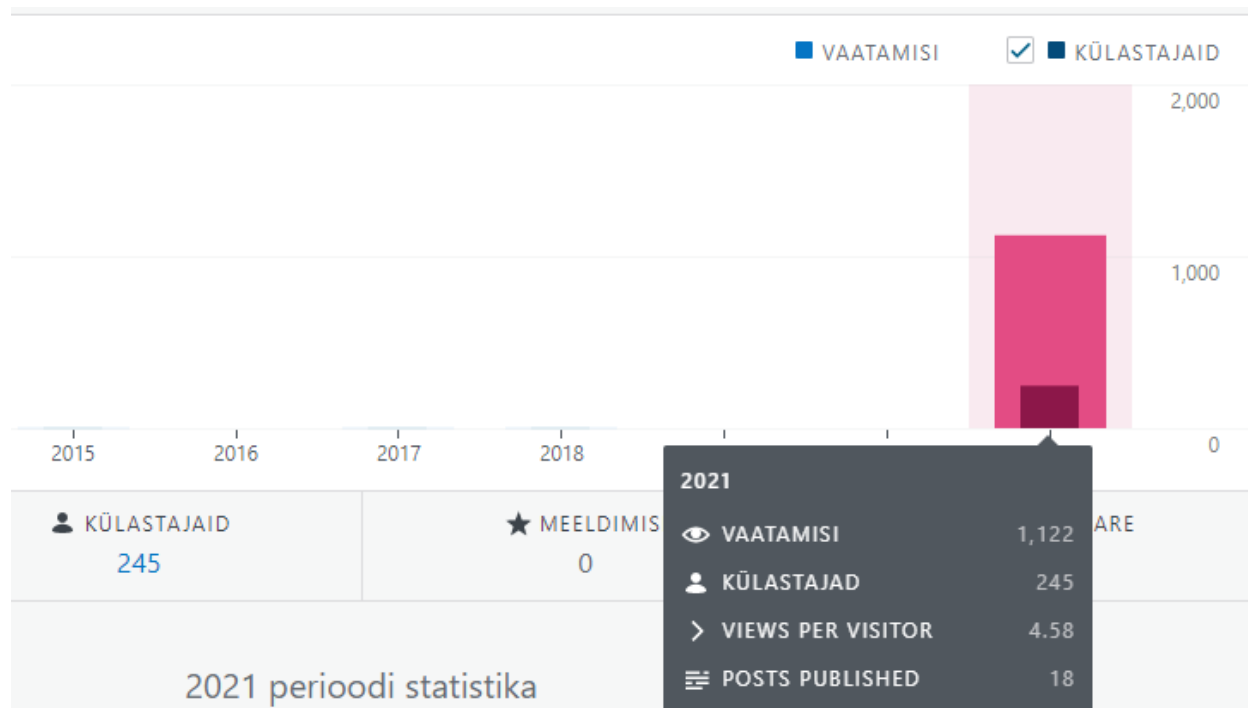 VAATAMISI KÜLASTAJAID
2,000
1,000
0
2015 2016 2017 2018
KÜLASTAJAID
245
MEELDIMIS
0
ARE
2021
VAATAMISI 1,122
KÜLASTAJAD 245
VIEWS PER VISITOR 4.58
POSTS PUBLISHED 18
2021 perioodi statistika